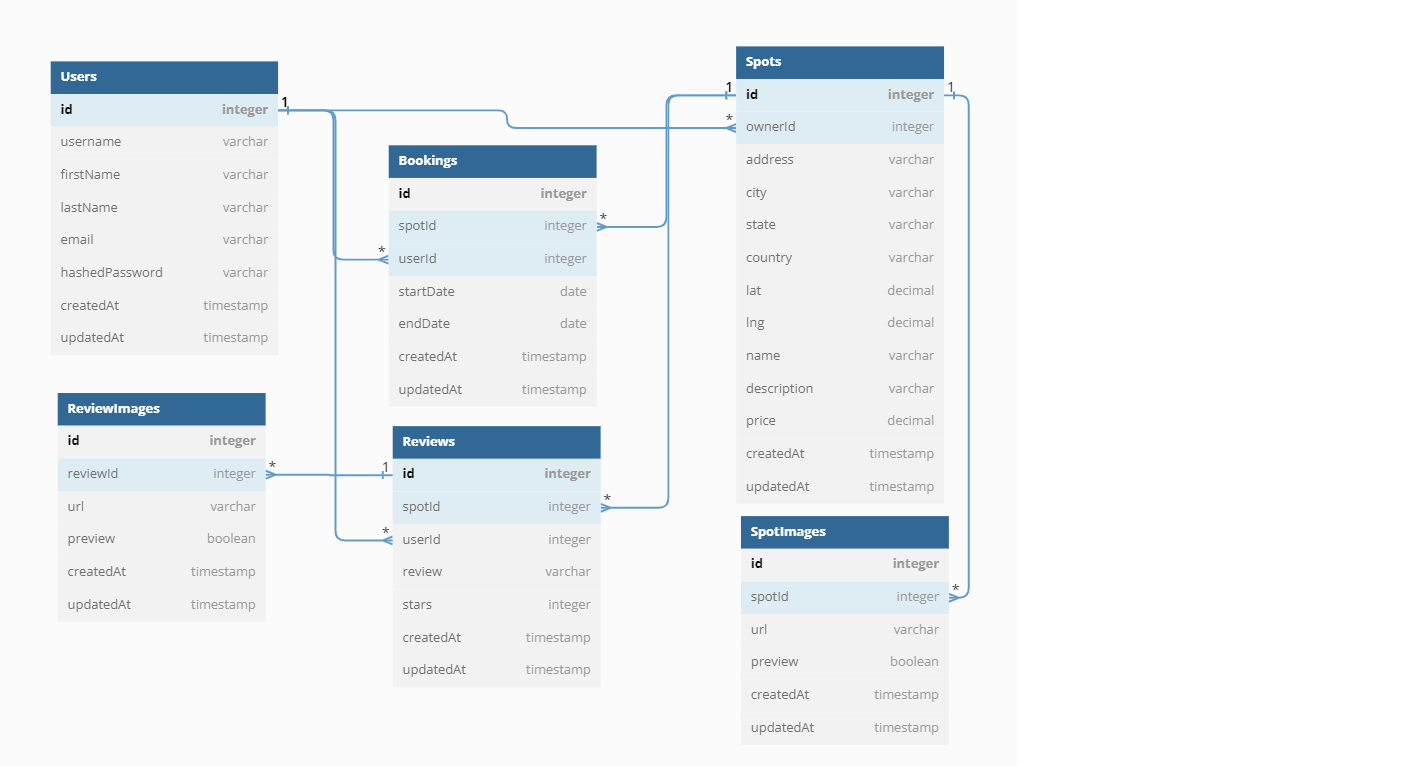 Users
id integer
username varchar
firstName varchar
lastName varchar
email varchar
hashedPassword varchar
createdAt timestamp
updatedAt timestamp
1
ReviewImages
id integer
reviewId integer
url varchar
preview boolean
createdAt timestamp
updatedAt timestamp
*
Bookings
id integer
spotId integer
userId integer
startDate date
endDate date
createdAt timestamp
updatedAt timestamp
*
*
Reviews
id integer
spotId integer
userId integer
review varchar
stars integer
createdAt timestamp
updatedAt timestamp
1
*
*
Spots
id integer
ownerId integer
address varchar
city varchar
state varchar
country varchar
lat decimal
lng decimal
name varchar
description varchar
price decimal
createdAt timestamp
updatedAt timestamp
1
1
*
SpotImages
id integer
spotId integer
url varchar
preview boolean
createdAt timestamp
updatedAt timestamp
*